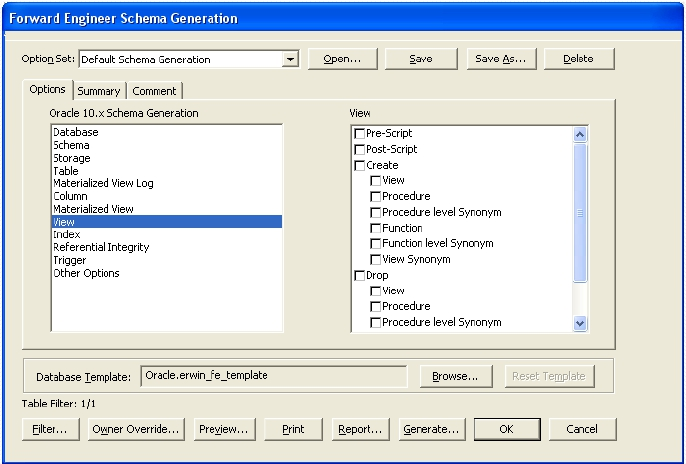 Forward Engineer Schema Generation
Option Set: Default Schema Generation Open... Save Save As... Delete
Options Summary Comment
Oracle 10.x Schema Generation
Database
Schema
Storage
Table
Materialized View Log
Column
Materialized View
View
Index
Referential Integrity
Trigger
Other Options
View
Pre-Script
Post-Script
Create
View
Procedure
Procedure level Synonym
Function
Function level Synonym
View Synonym
Drop
View
Procedure
Procedure level Synonym
Database Template: Oracle.erwin_fe_template Browse... Reset Template
Table Filter: 1/1
Filter... Owner Override... Preview... Print Report... Generate... OK Cancel